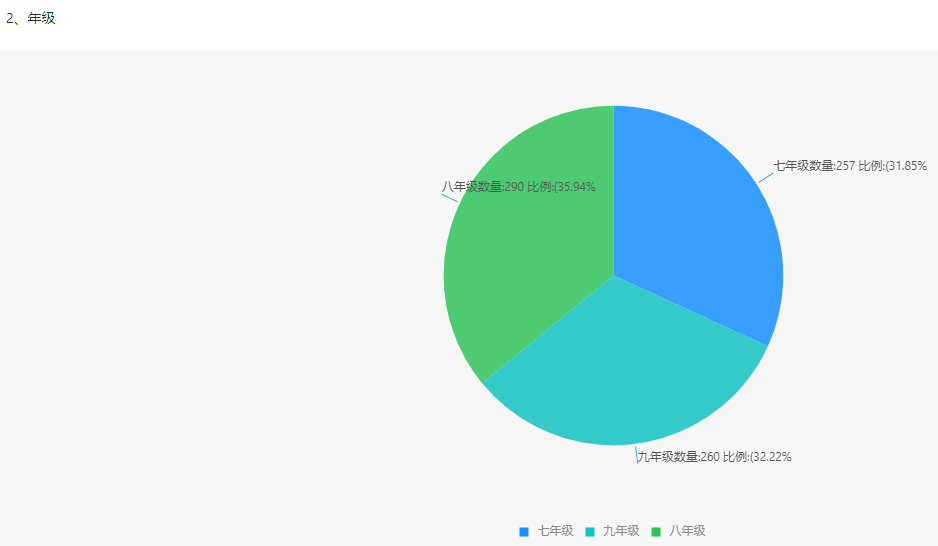 2、年级
七年级数量:257 比例:(31.85%
八年级数量:290 比例:(35.94%
九年级数量:260 比例:(32.22%
七年级 九年级 八年级